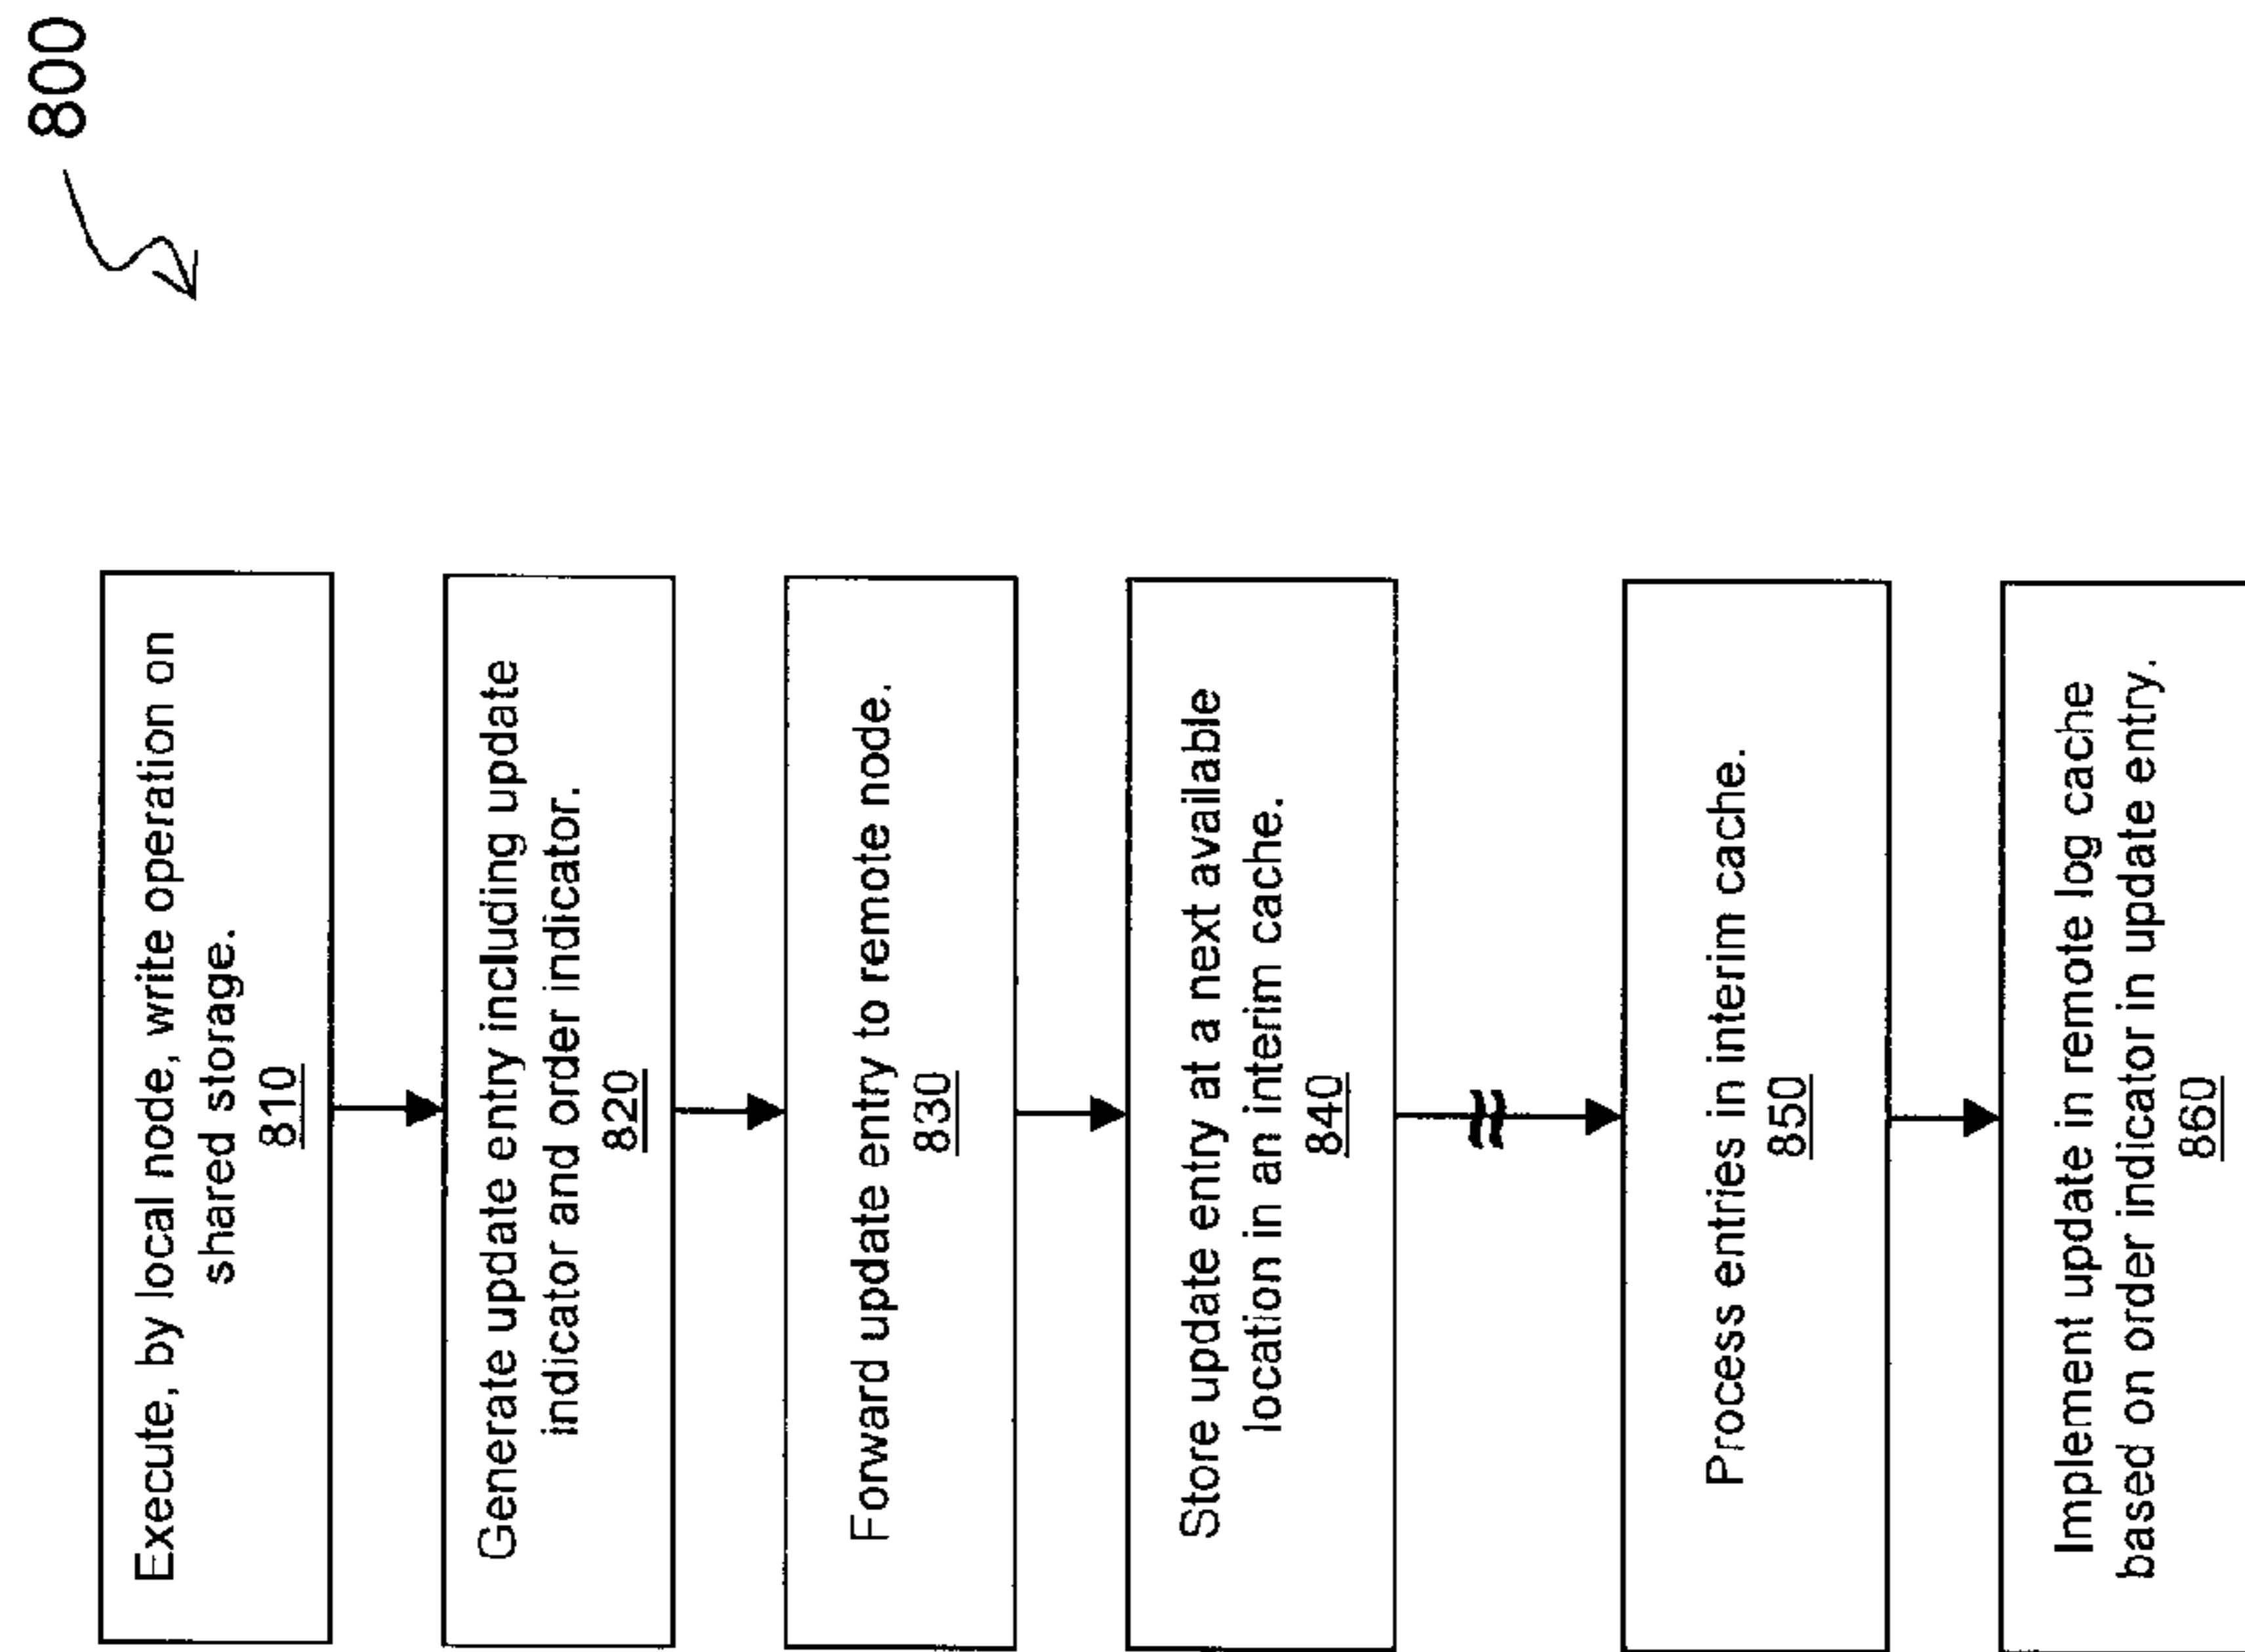 800
Execute, by local node, write operation on
shared storage.
810
Generate update entry including update
indicator and order indicator.
820
Forward update entry to remote node.
830
Store update entry at a next available
location in an interim cache.
840
Process entries in interim cache.
850
Implement update in remote log cache
based on order indicator in update entry.
860